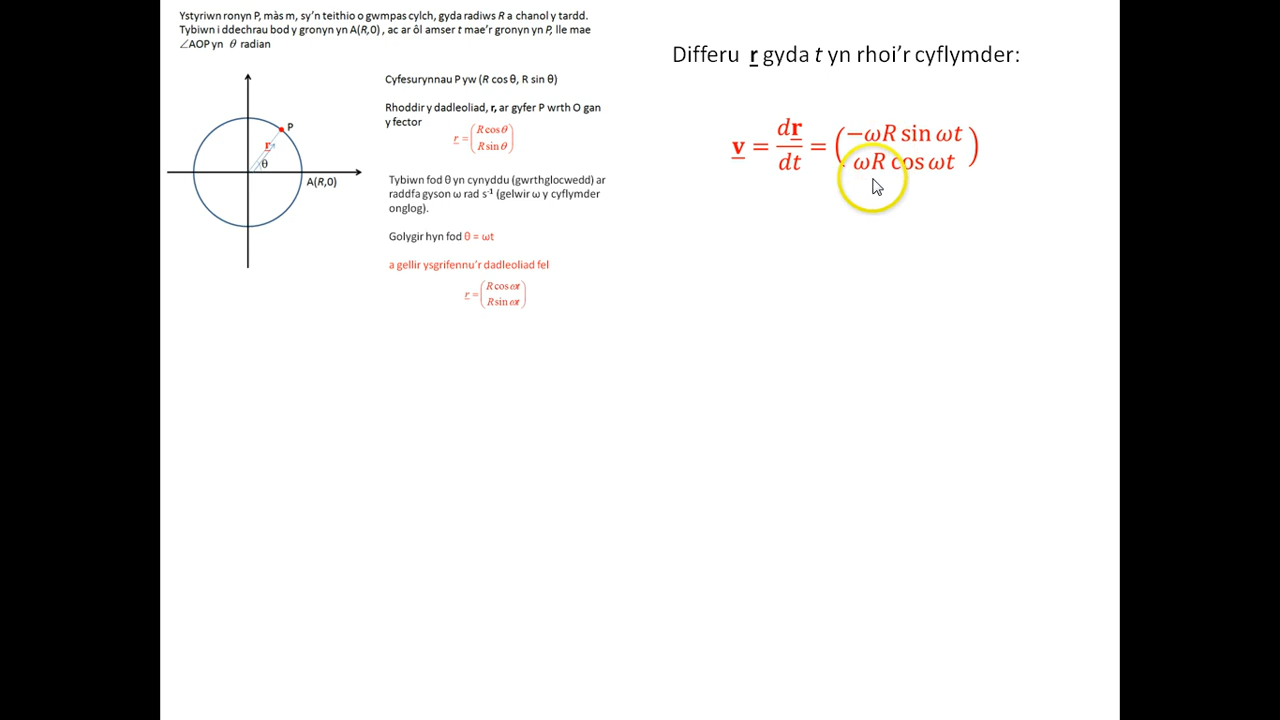 Ystyriwn ronyn P, màs m, sy'n teithio o gwmpas cylch, gyda radiws R a chanol y tardd.
Tybiwn i ddechrau bod y gronyn yn A(R,0) , ac ar ôl amser t mae'r gronyn yn P, lle mae
∠AOP yn θ radian
P
r
θ
A(R,0)
Cyfesurynnau P yw (R cos θ, R sin θ)
Rhoddir y dadleoliad, r, ar gyfer P wrth O gan
y fector
r = (R cos θ
R sin θ)
Tybiwn fod θ yn cynyddu (gwrthglocwedd) ar
raddfa gyson ω rad s⁻¹ (gelwir ω y cyflymder
onglog).
Golygir hyn fod θ = ωt
a gellir ysgrifennu'r dadleoliad fel
r = (R cos ωt
R sin ωt)
Differu r gyda t yn rhoi'r cyflymder:
v = dr/dt = (−ωR sin ωt
ωR cos ωt)